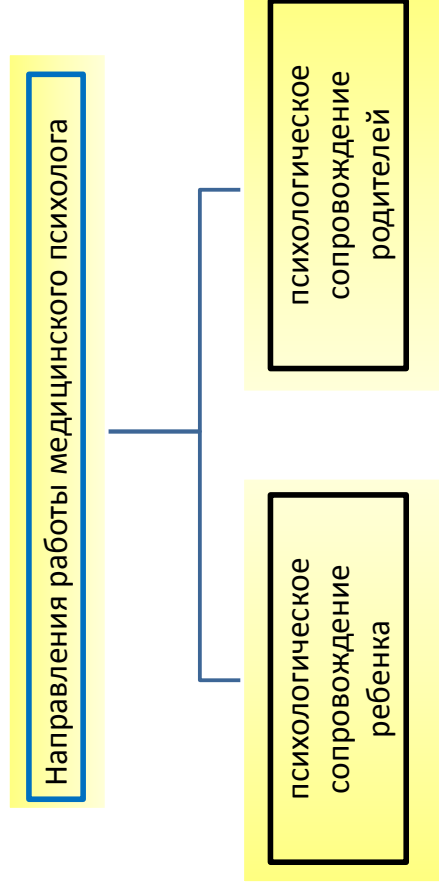 Направления работы медицинского психолога
психологическое
сопровождение
ребенка
психологическое
сопровождение
родителей